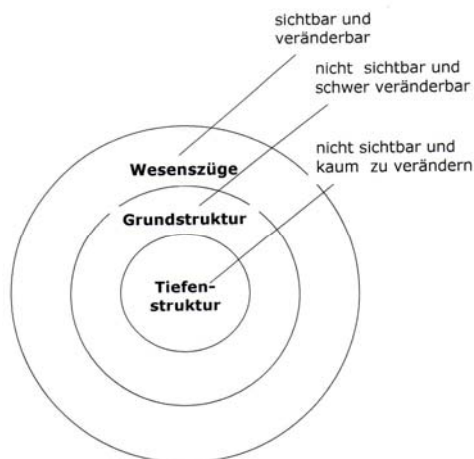 sichtbar und
veränderbar
nicht sichtbar und
schwer veränderbar
nicht sichtbar und
kaum zu verändern
Wesenszüge
Grundstruktur
Tiefen-
struktur